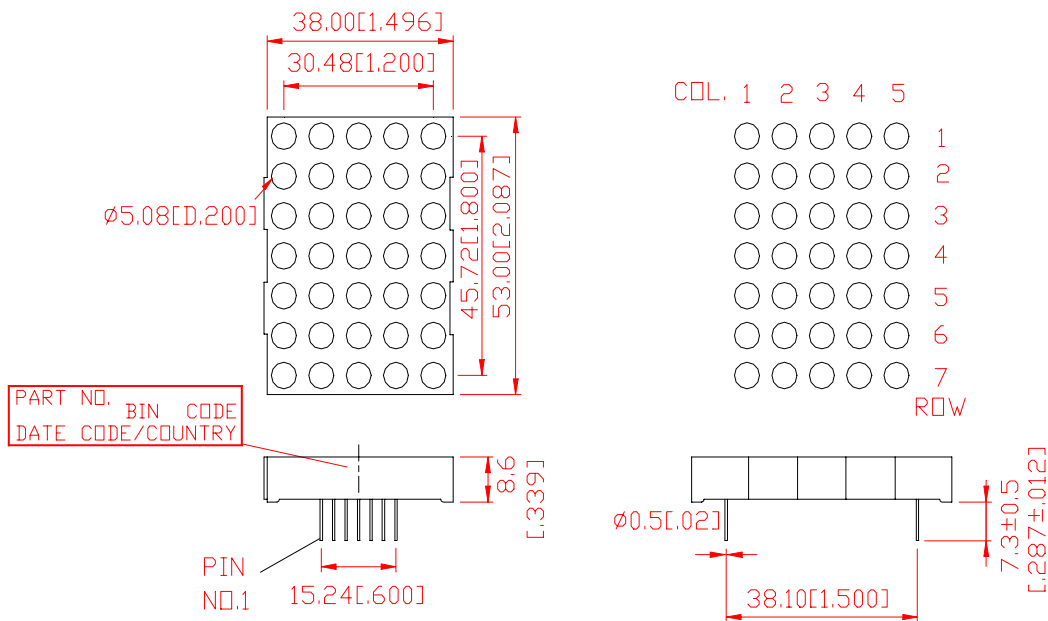 38.00[1.496]
30.48[1.200]
COL. 1 2 3 4 5
1
2
3
4
5
6
7
ROW
Ø5.08[D.200]
45.72[1.800]
53.00[2.087]
PART NO. BIN CODE
DATE CODE/COUNTRY
8.6
[.339]
PIN
NO.1
15.24[.600]
Ø0.5[.02]
7.3±0.5
[.287±.012]
38.10[1.500]